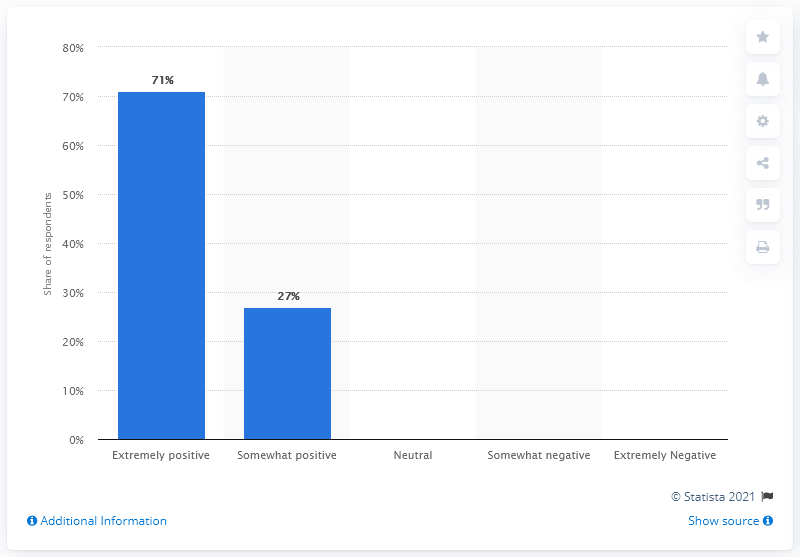 80%
70%
60%
50%
40%
30%
20%
10%
0%
Share of respondents
71%
27%
Extremely positive
Somewhat positive
Neutral
Somewhat negative
Extremely Negative
© Statista 2021
Additional Information
Show source